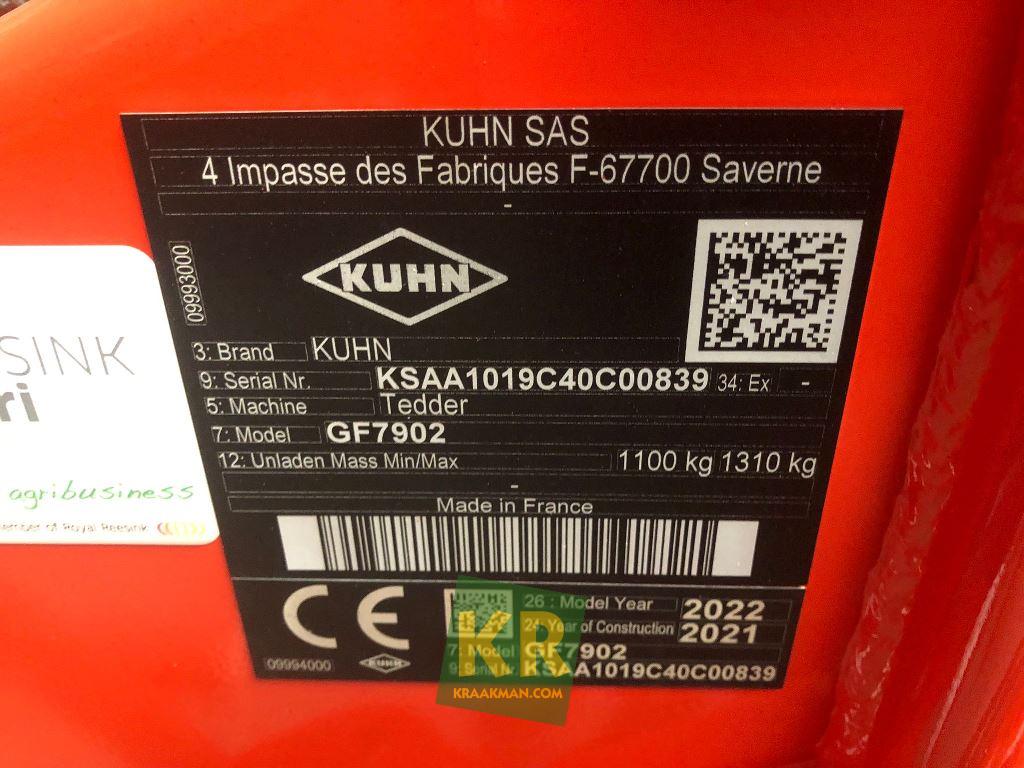 KUHN SAS
4 Impasse des Fabriques F-67700 Saverne
-
09993000
KUHN
3: Brand KUHN
9: Serial Nr. KSAA1019C40C00839 34: Ex -
5: Machine Tedder
7: Model GF7902
12: Unladen Mass Min/Max 1100 kg 1310 kg
-
Made in France
CE
26 : Model Year 2022
24: Year of Construction 2021
7: Model GF7902
9: Serial Nr. KSAA1019C40C00839
09994000 KUHN
KR
KRAAKMAN.COM
SINK
ri
agribusiness
ember of Royal Reesink